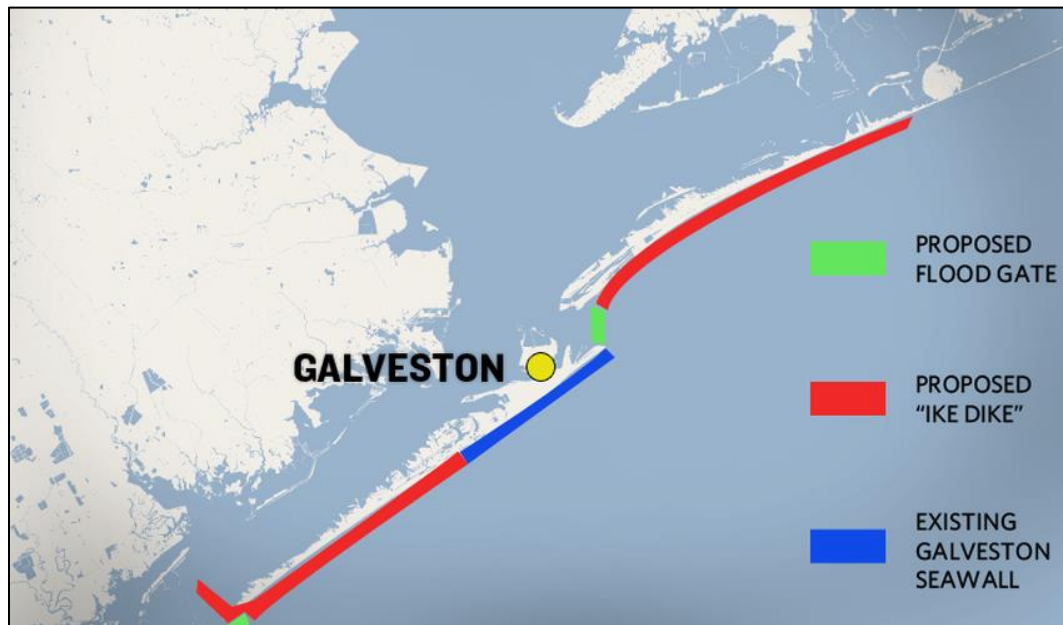 GALVESTON
PROPOSED
FLOOD GATE
PROPOSED
“IKE DIKE”
EXISTING
GALVESTON
SEAWALL